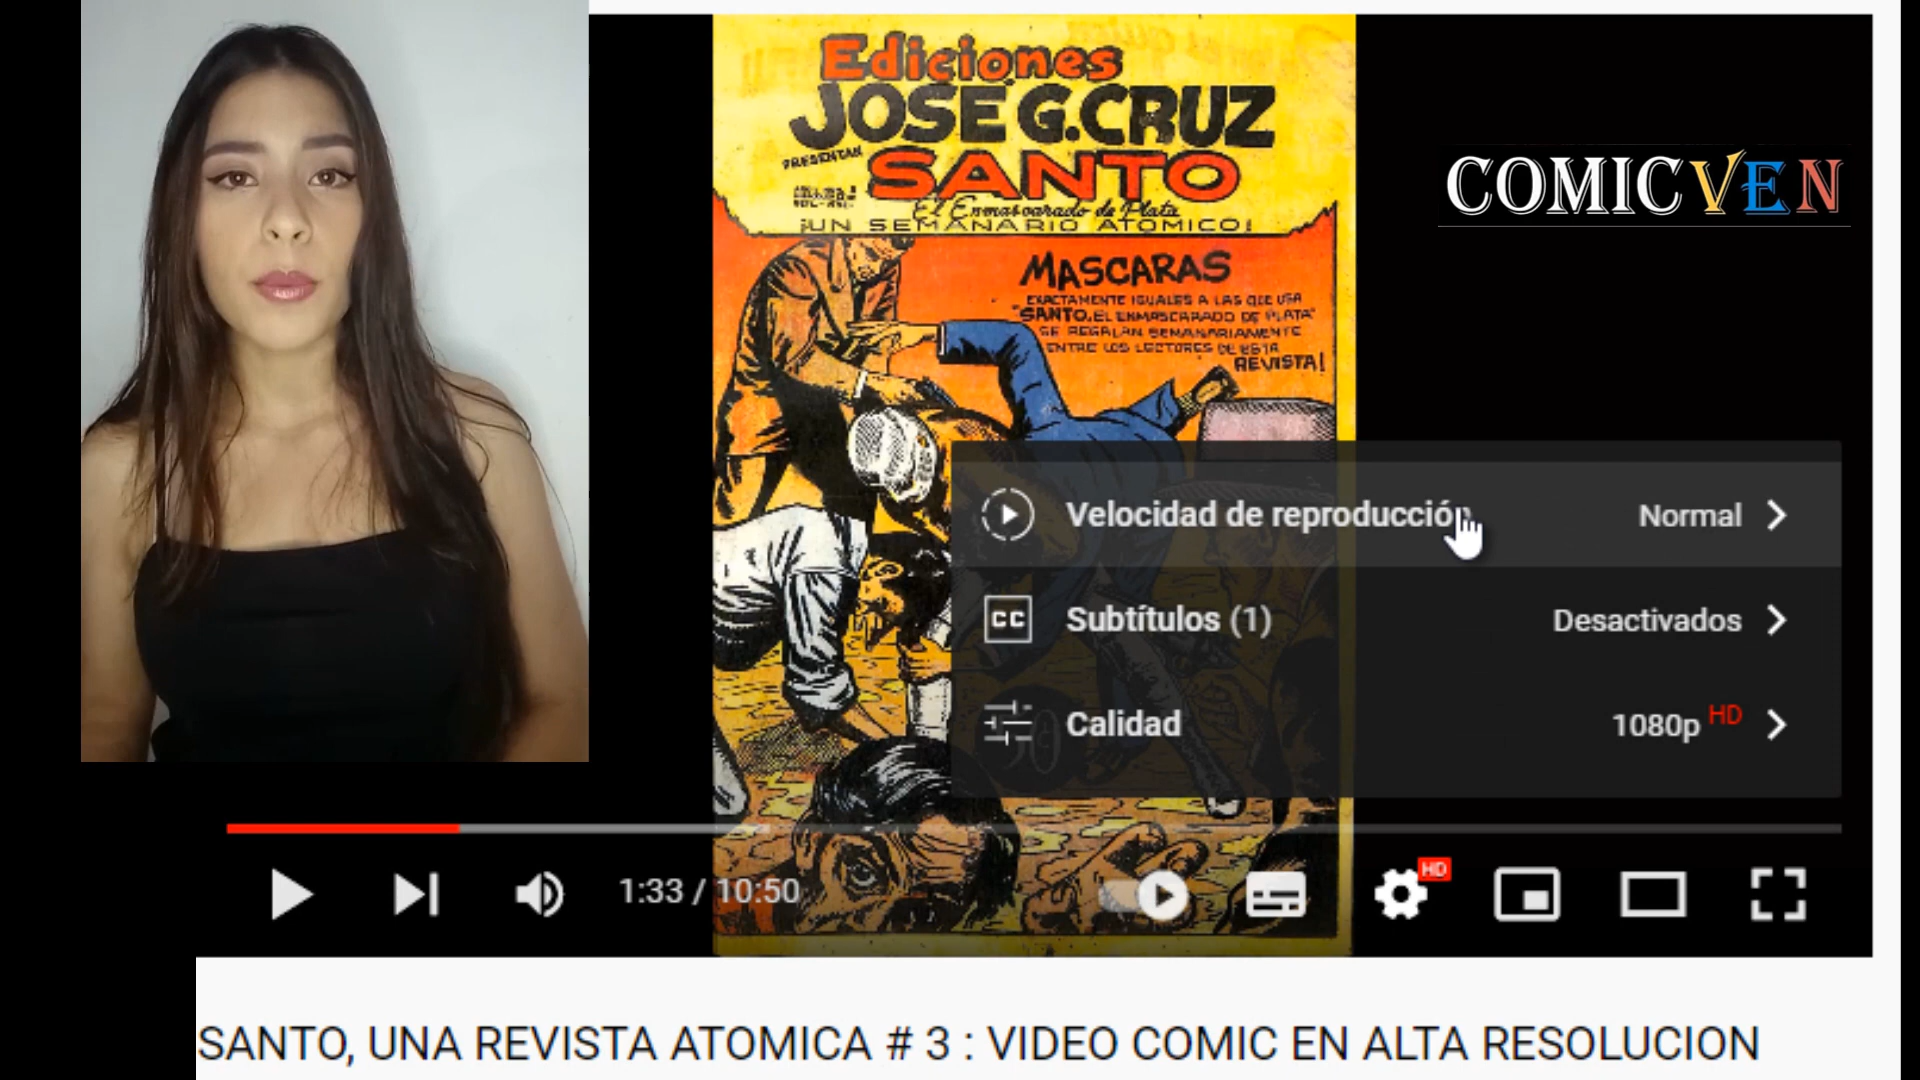 Ediciones
JOSE G. CRUZ
PRESENTAN
SANTO
El Enmascarado de Plata
¡UN SEMANARIO ATOMICO!
MASCARAS
EXACTAMENTE IGUALES A LAS QUE USA
"SANTO, EL ENMASCARADO DE PLATA"
SE REGALAN SEMANARIAMENTE
ENTRE LOS LECTORES DE ESTA
REVISTA!
COMICVEN
Velocidad de reproducción
Normal
CC
Subtítulos (1)
Desactivados
Calidad
1080p HD
1:33 / 10:50
HD
SANTO, UNA REVISTA ATOMICA # 3 : VIDEO COMIC EN ALTA RESOLUCION